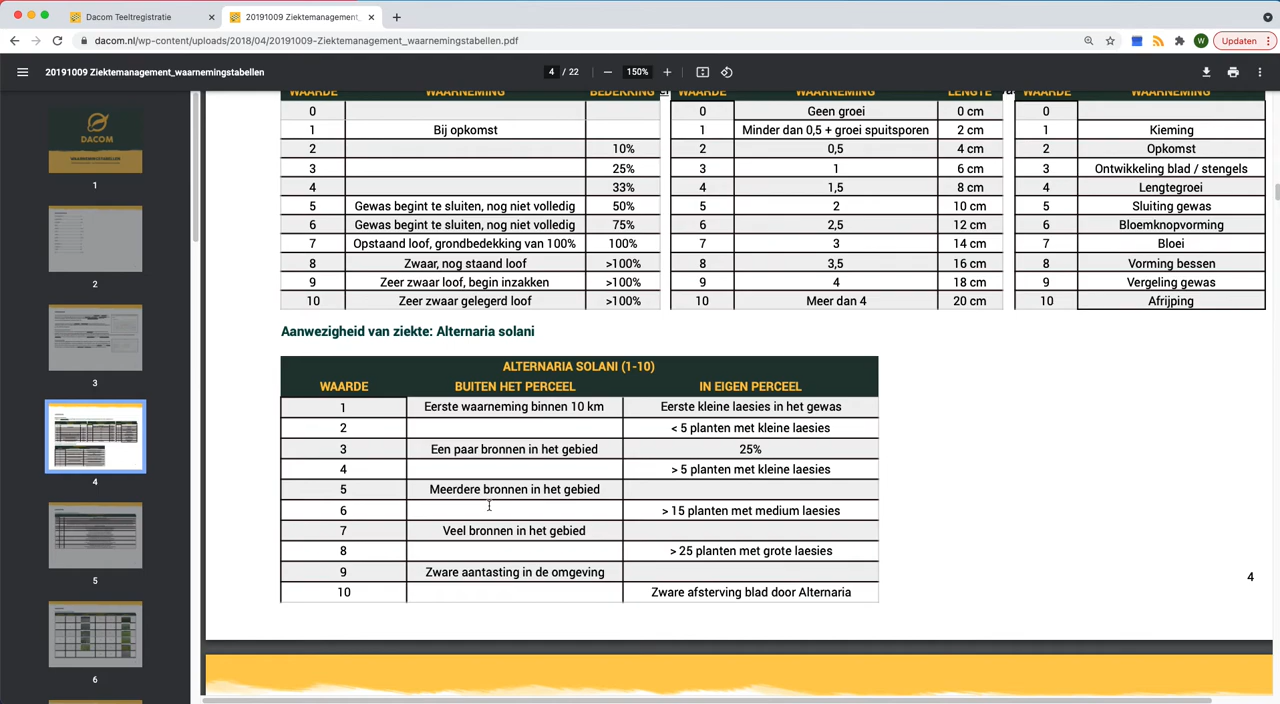 Dacom Teeltregistratie
20191009 Ziektemanagement_
dacom.nl/wp-content/uploads/2018/04/20191009-Ziektemanagement_waarnemingstabellen.pdf
W
Updaten
20191009 Ziektemanagement_waarnemingstabellen
4 / 22
150%
DACOM
WAARNEMINGSTABELLEN
1
2
3
4
5
6
WAARDE WAARNEMING BEDEKKING
0
1 Bij opkomst
2 10%
3 25%
4 33%
5 Gewas begint te sluiten, nog niet volledig 50%
6 Gewas begint te sluiten, nog niet volledig 75%
7 Opstaand loof, grondbedekking van 100% 100%
8 Zwaar, nog staand loof >100%
9 Zeer zwaar loof, begin inzakken >100%
10 Zeer zwaar gelegerd loof >100%
WAARDE WAARNEMING LENGTE
0 Geen groei 0 cm
1 Minder dan 0,5 + groei spuitsporen 2 cm
2 0,5 4 cm
3 1 6 cm
4 1,5 8 cm
5 2 10 cm
6 2,5 12 cm
7 3 14 cm
8 3,5 16 cm
9 4 18 cm
10 Meer dan 4 20 cm
WAARDE WAARNEMING
0
1 Kieming
2 Opkomst
3 Ontwikkeling blad / stengels
4 Lengtegroei
5 Sluiting gewas
6 Bloemknopvorming
7 Bloei
8 Vorming bessen
9 Vergeling gewas
10 Afrijping
Aanwezigheid van ziekte: Alternaria solani
ALTERNARIA SOLANI (1-10)
WAARDE BUITEN HET PERCEEL IN EIGEN PERCEEL
1 Eerste waarneming binnen 10 km Eerste kleine laesies in het gewas
2 < 5 planten met kleine laesies
3 Een paar bronnen in het gebied 25%
4 > 5 planten met kleine laesies
5 Meerdere bronnen in het gebied
6 > 15 planten met medium laesies
7 Veel bronnen in het gebied
8 > 25 planten met grote laesies
9 Zware aantasting in de omgeving
10 Zware afsterving blad door Alternaria
4